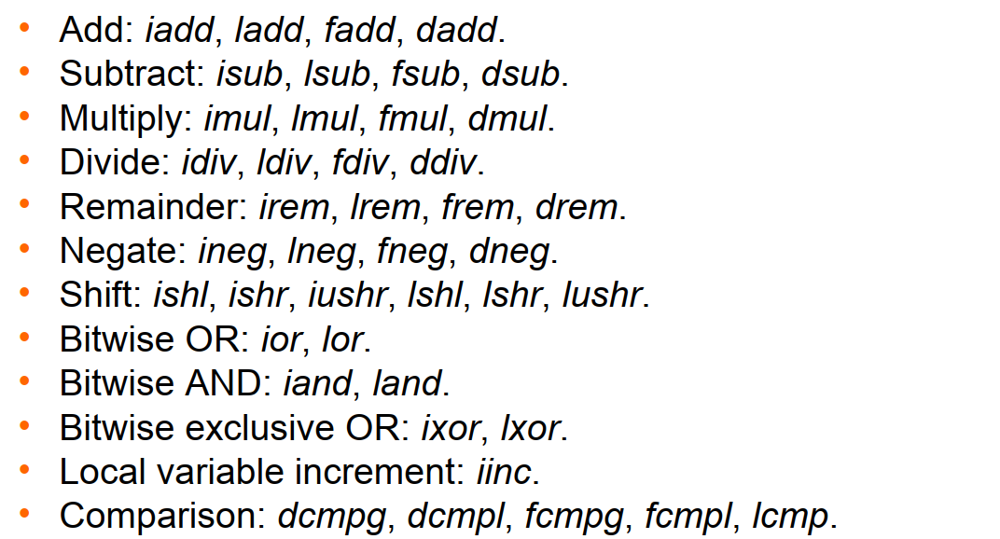 • Add: iadd, ladd, fadd, dadd.
• Subtract: isub, lsub, fsub, dsub.
• Multiply: imul, lmul, fmul, dmul.
• Divide: idiv, ldiv, fdiv, ddiv.
• Remainder: irem, lrem, frem, drem.
• Negate: ineg, lneg, fneg, dneg.
• Shift: ishl, ishr, iushr, lshl, lshr, lushr.
• Bitwise OR: ior, lor.
• Bitwise AND: iand, land.
• Bitwise exclusive OR: ixor, lxor.
• Local variable increment: iinc.
• Comparison: dcmpg, dcmpl, fcmpg, fcmpl, lcmp.